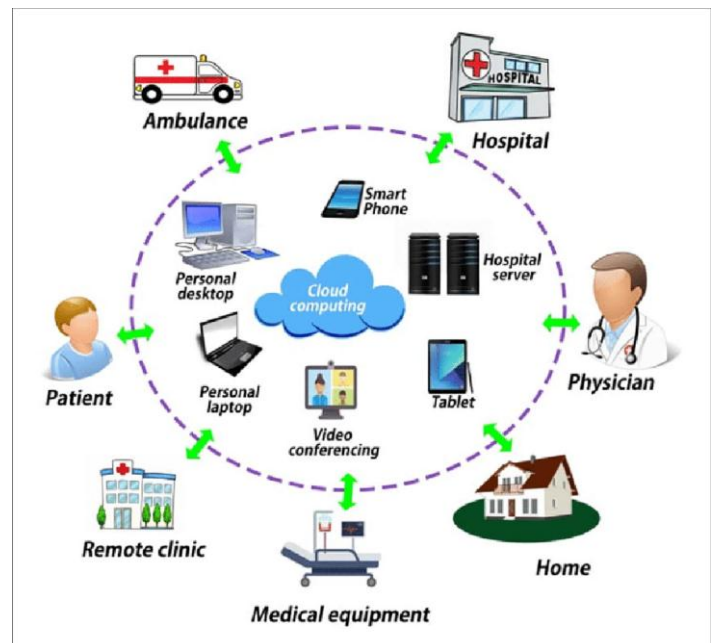 HOSPITAL
Ambulance
Hospital
Smart
Phone
Personal
desktop
Hospital
server
Cloud
computing
Patient
Physician
Personal
laptop
Tablet
Video
conferencing
Remote clinic
Home
Medical equipment